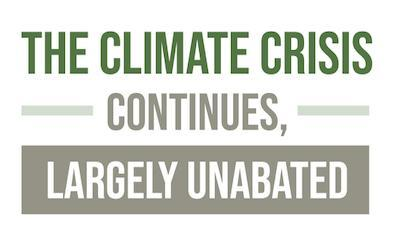 THE CLIMATE CRISIS
CONTINUES,
LARGELY UNABATED